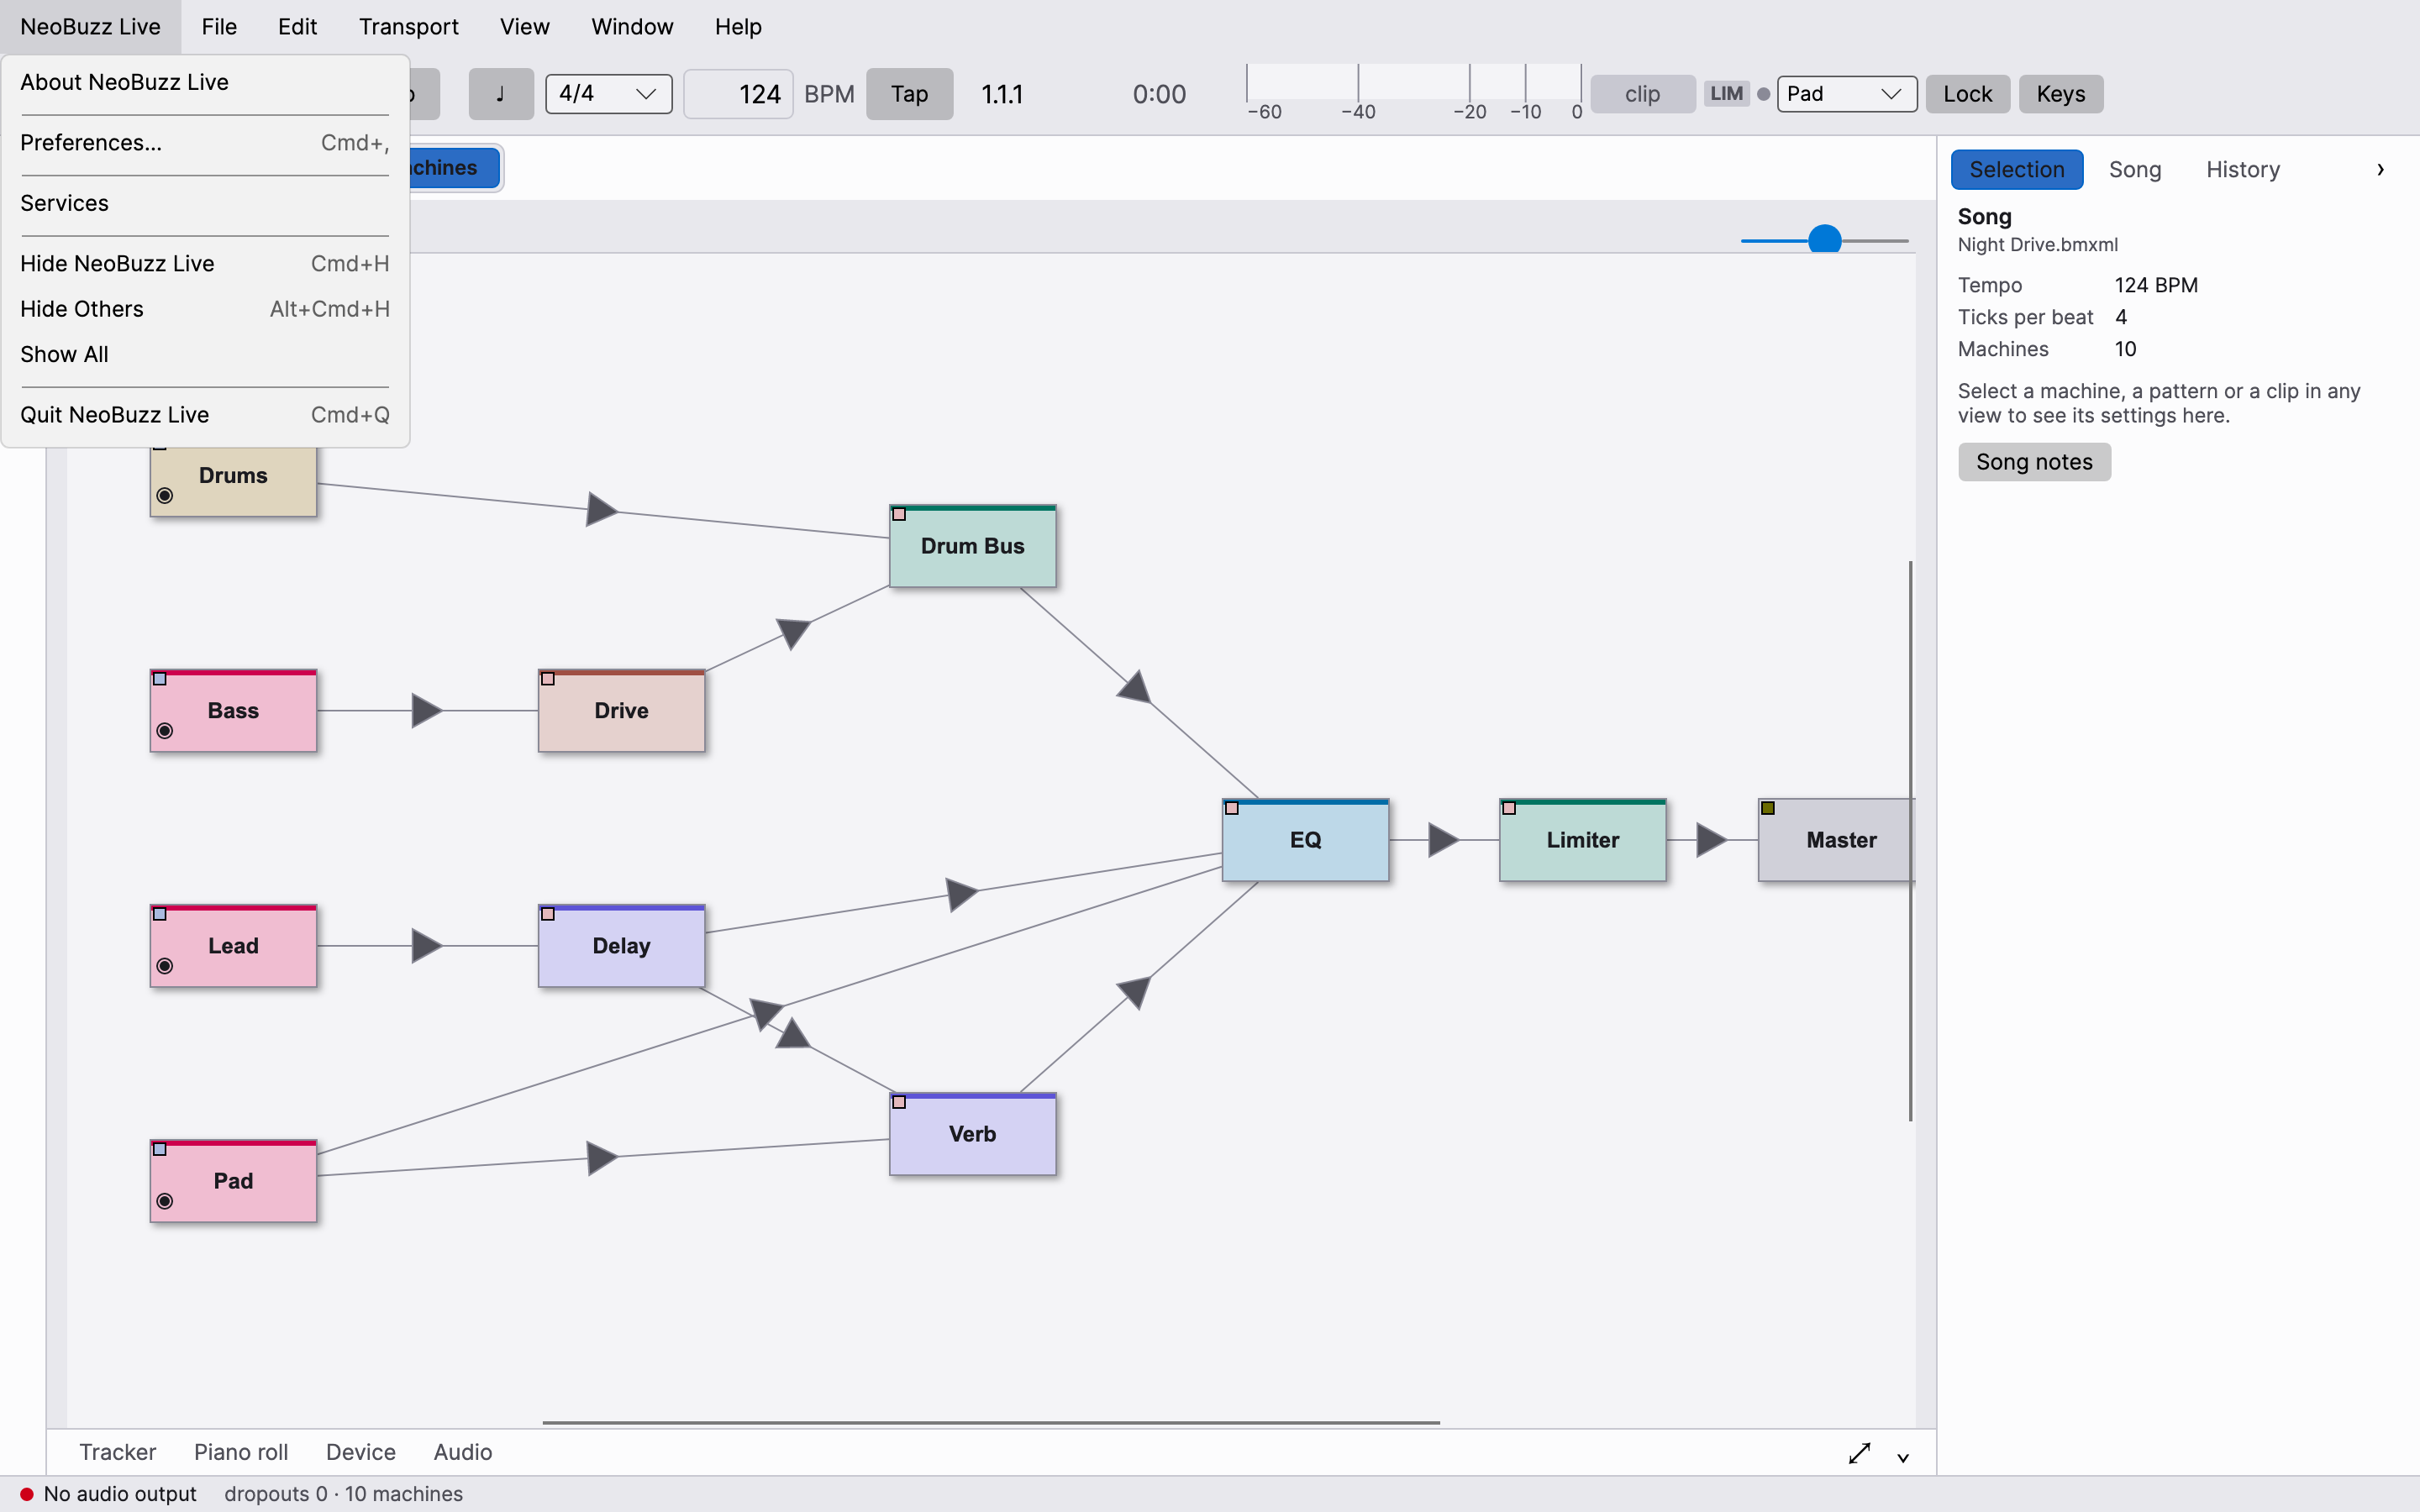 NeoBuzz Live File Edit Transport View Window Help
About NeoBuzz Live
Preferences... Cmd+,
Services
Hide NeoBuzz Live Cmd+H
Hide Others Alt+Cmd+H
Show All
Quit NeoBuzz Live Cmd+Q
♩ 4/4 124 BPM Tap 1.1.1 0:00 −60 −40 −20 −10 0 clip LIM Pad Lock Keys
chines
Selection Song History ›
Song
Night Drive.bmxml
Tempo 124 BPM
Ticks per beat 4
Machines 10
Select a machine, a pattern or a clip in any
view to see its settings here.
Song notes
Drums
Drum Bus
Bass
Drive
EQ
Limiter
Master
Lead
Delay
Verb
Pad
Tracker Piano roll Device Audio
No audio output dropouts 0 · 10 machines